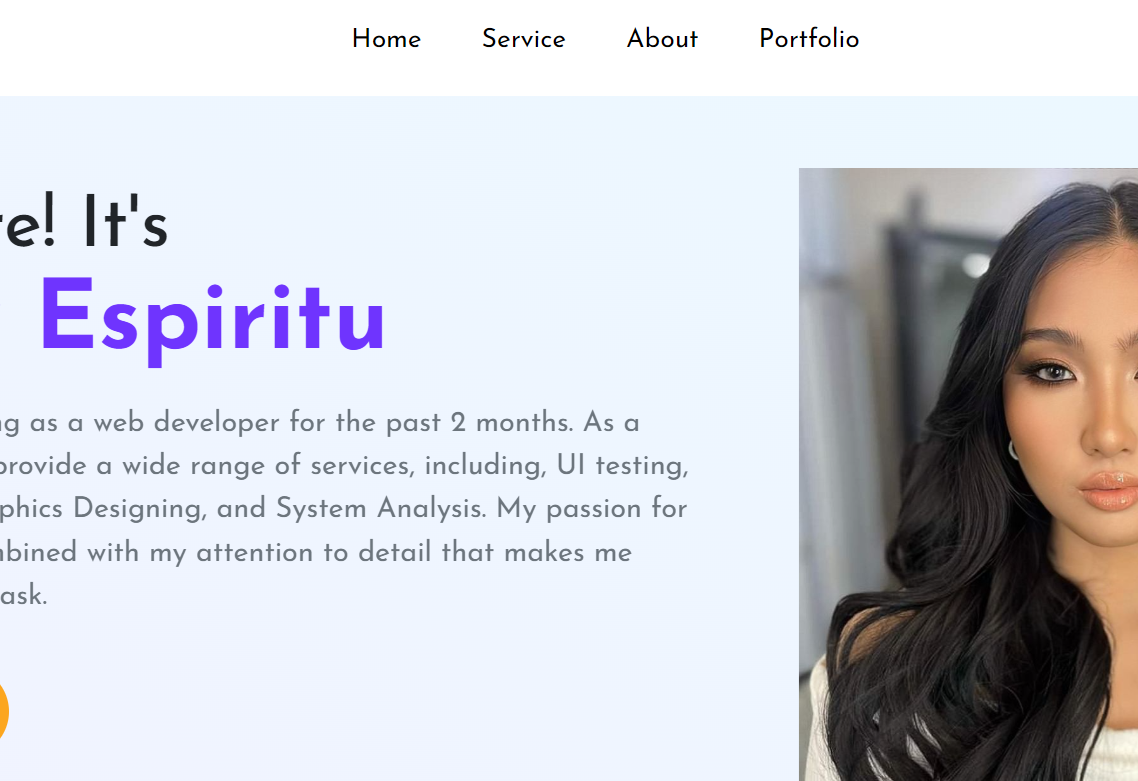 Home Service About Portfolio
re! It's
Espiritu
ng as a web developer for the past 2 months. As a
provide a wide range of services, including, UI testing,
phics Designing, and System Analysis. My passion for
mbined with my attention to detail that makes me
ask.